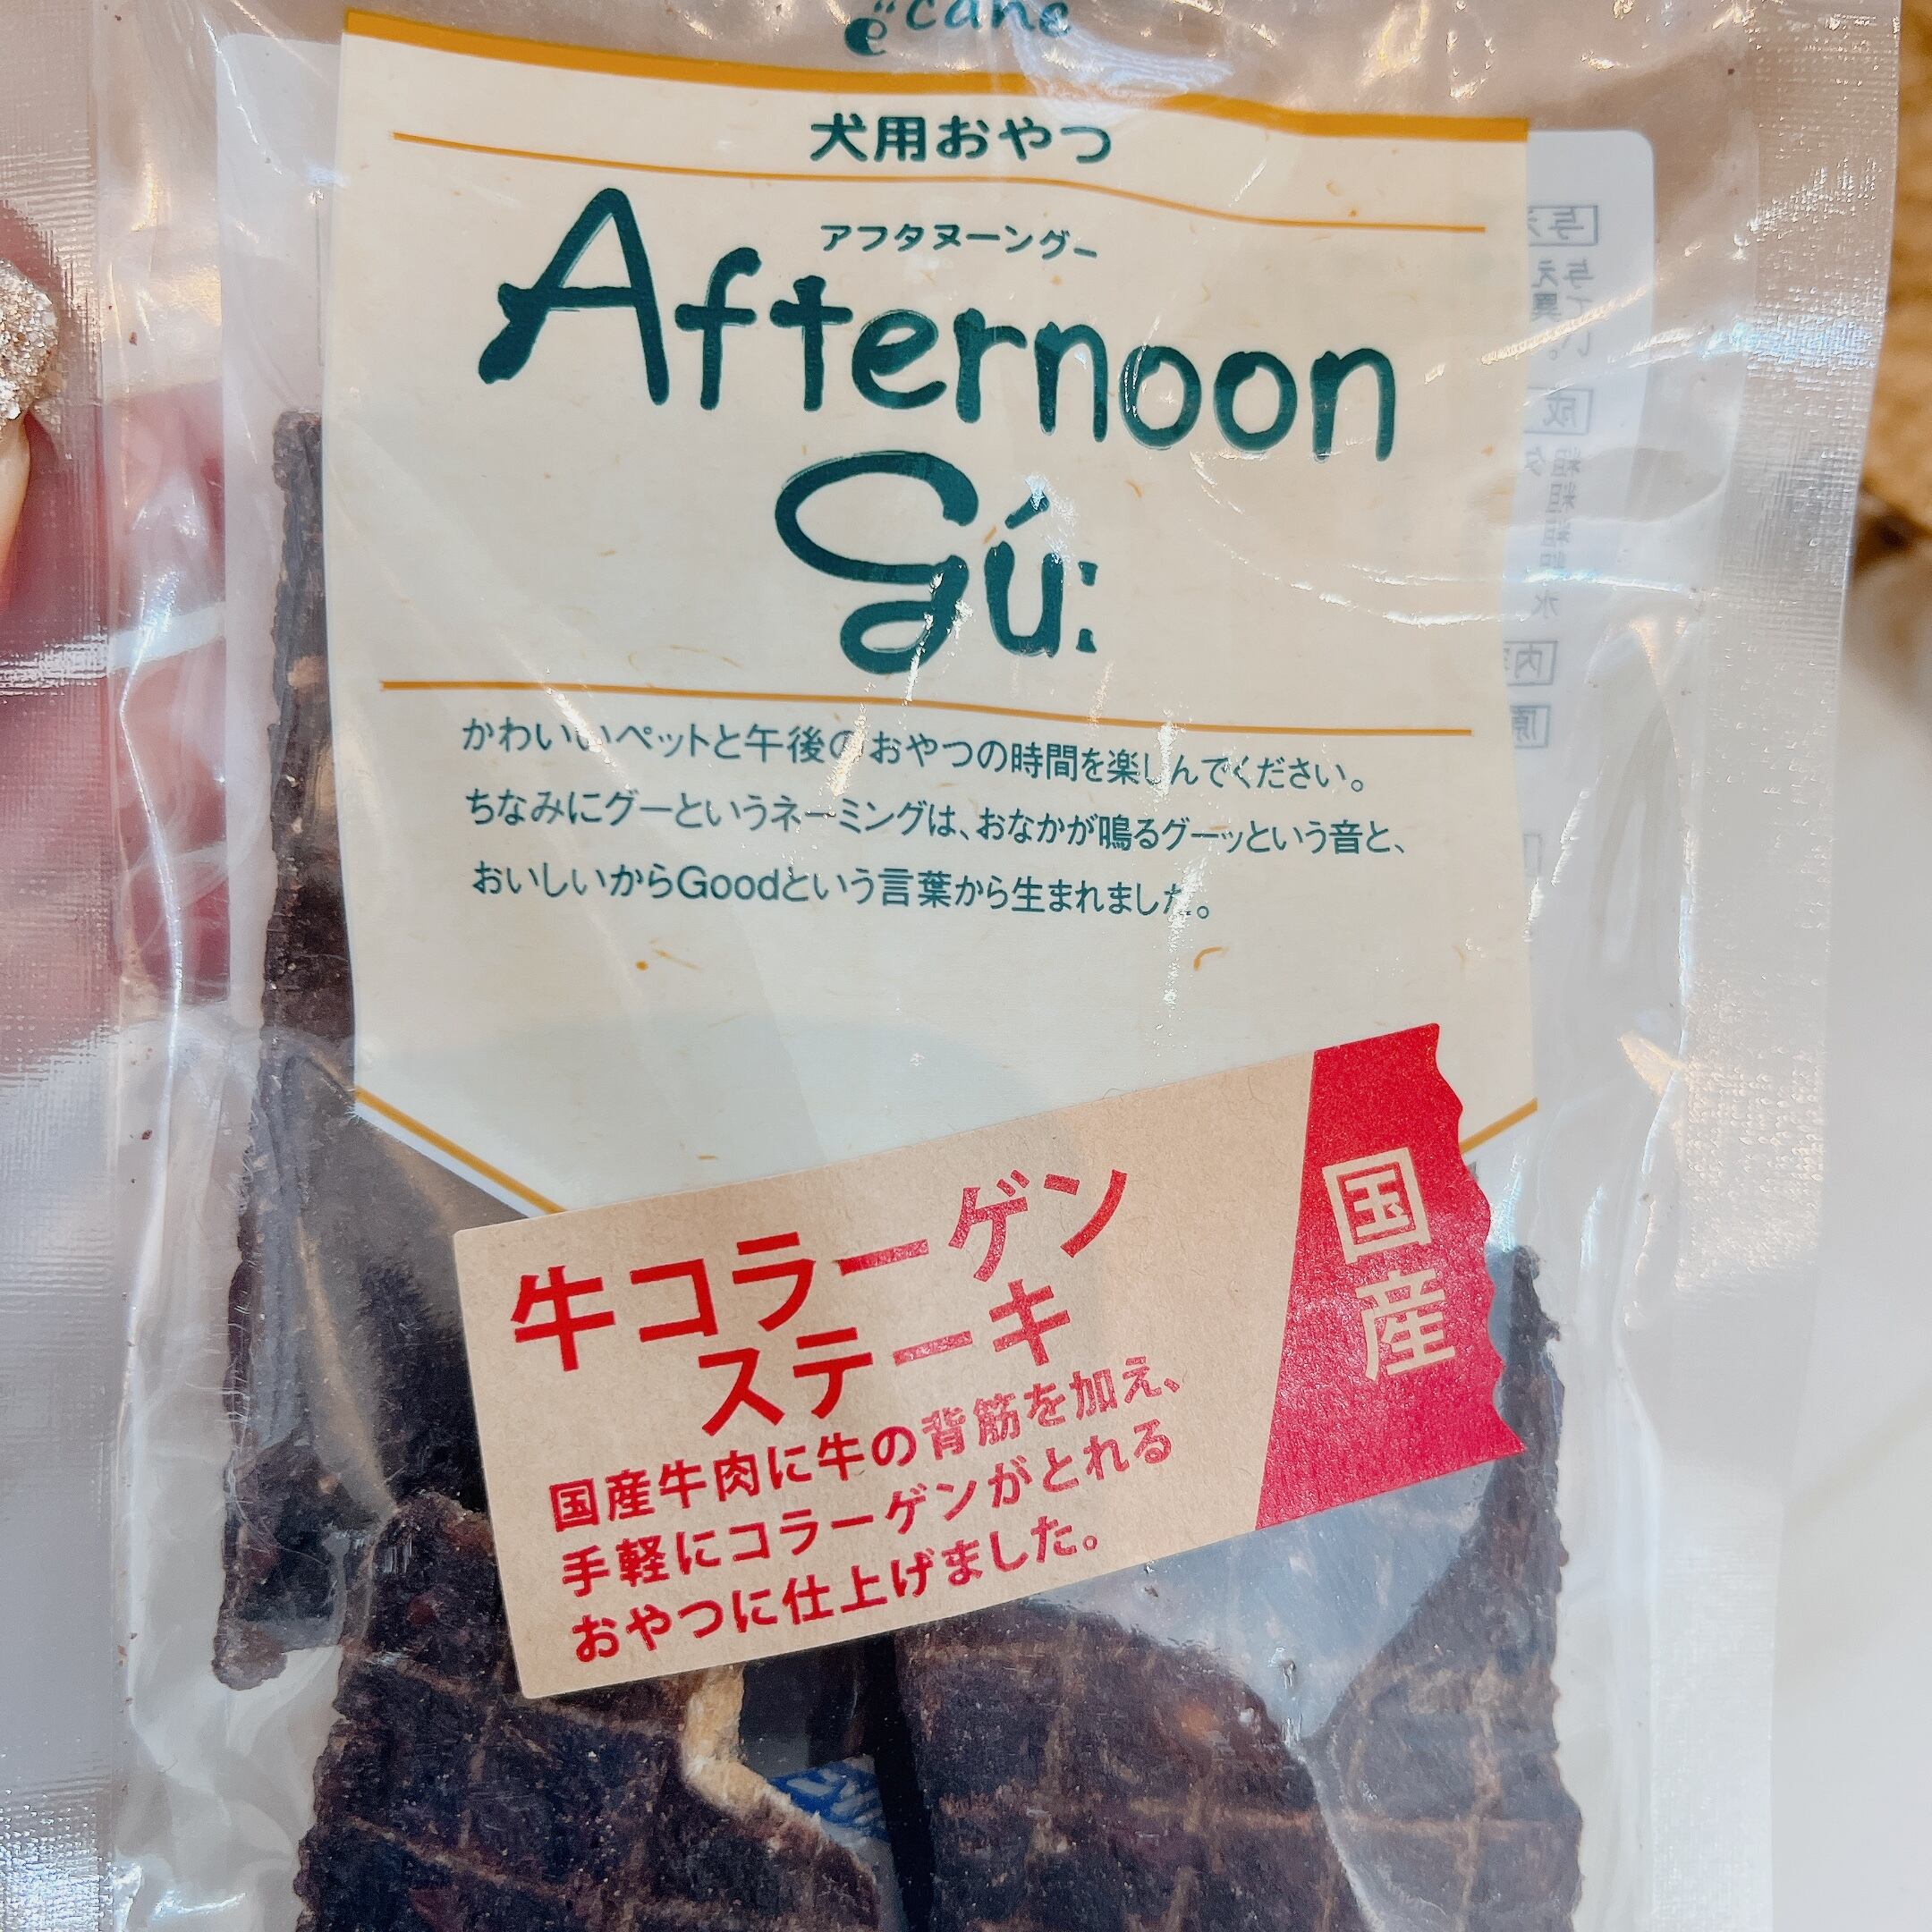 cane
犬用おやつ
アフタヌーングー
Afternoon
gú:
かわいいペットと午後のおやつの時間を楽しんでください。
ちなみにグーというネーミングは、おなかが鳴るグーッという音と、
おいしいからGoodという言葉から生まれました。
牛コラーゲン
ステーキ
国産牛肉に牛の背筋を加え、
手軽にコラーゲンがとれる
おやつに仕上げました。
国産